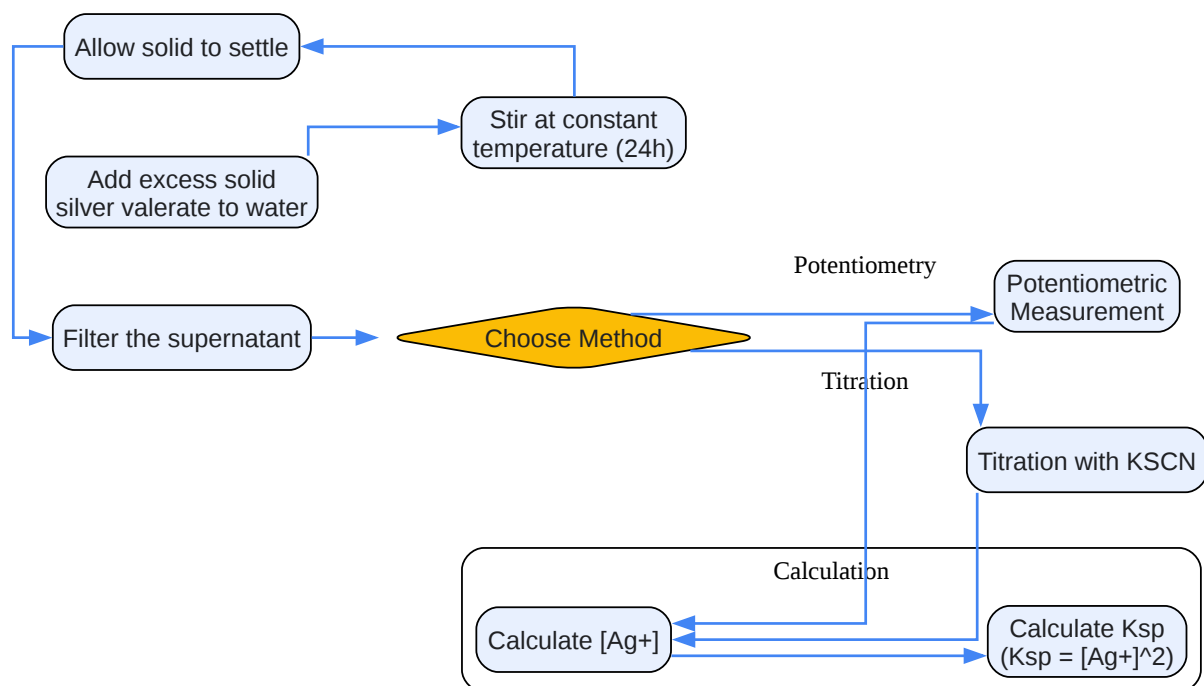 Allow solid to settle
Stir at constant
temperature (24h)
Add excess solid
silver valerate to water
Potentiometry
Potentiometric
Measurement
Filter the supernatant
Choose Method
Titration
Titration with KSCN
Calculation
Calculate [Ag+]
Calculate Ksp
(Ksp = [Ag+]^2)